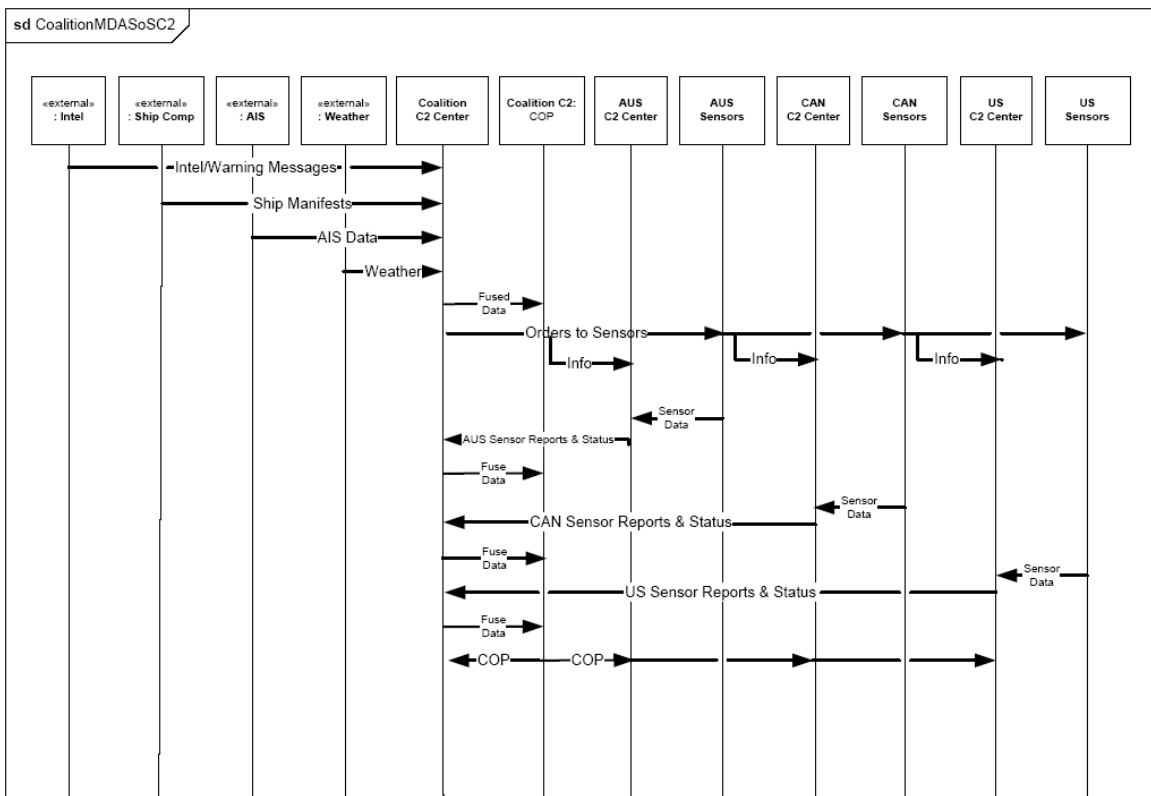 sd CoalitionMDASoSC2
«external»
: Intel
«external»
: Ship Comp
«external»
: AIS
«external»
: Weather
Coalition
C2 Center
Coalition C2:
COP
AUS
C2 Center
AUS
Sensors
CAN
C2 Center
CAN
Sensors
US
C2 Center
US
Sensors
Intel/Warning Messages
Ship Manifests
AIS Data
Weather
Fused
Data
Orders to Sensors
Info
Info
Info
Sensor
Data
AUS Sensor Reports & Status
Fuse
Data
Sensor
Data
CAN Sensor Reports & Status
Fuse
Data
Sensor
Data
US Sensor Reports & Status
Fuse
Data
COP
COP